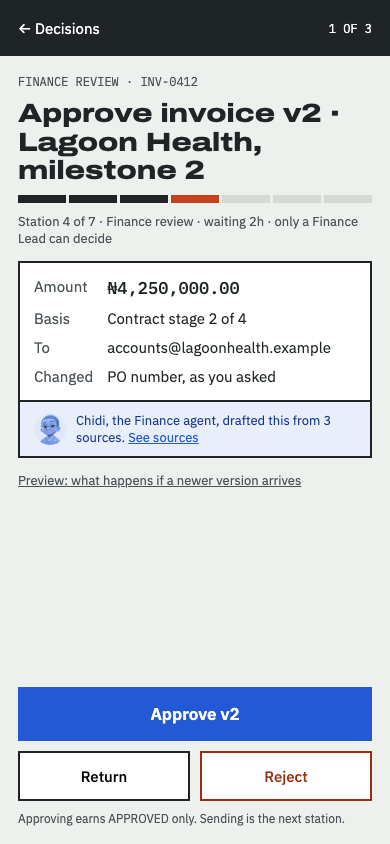 ← Decisions
1 OF 3
FINANCE REVIEW · INV-0412
Approve invoice v2 ·
Lagoon Health,
milestone 2
Station 4 of 7 · Finance review · waiting 2h · only a Finance
Lead can decide
Amount ₦4,250,000.00
Basis Contract stage 2 of 4
To accounts@lagoonhealth.example
Changed PO number, as you asked
Chidi, the Finance agent, drafted this from 3
sources. See sources
Preview: what happens if a newer version arrives
Approve v2
Return
Reject
Approving earns APPROVED only. Sending is the next station.